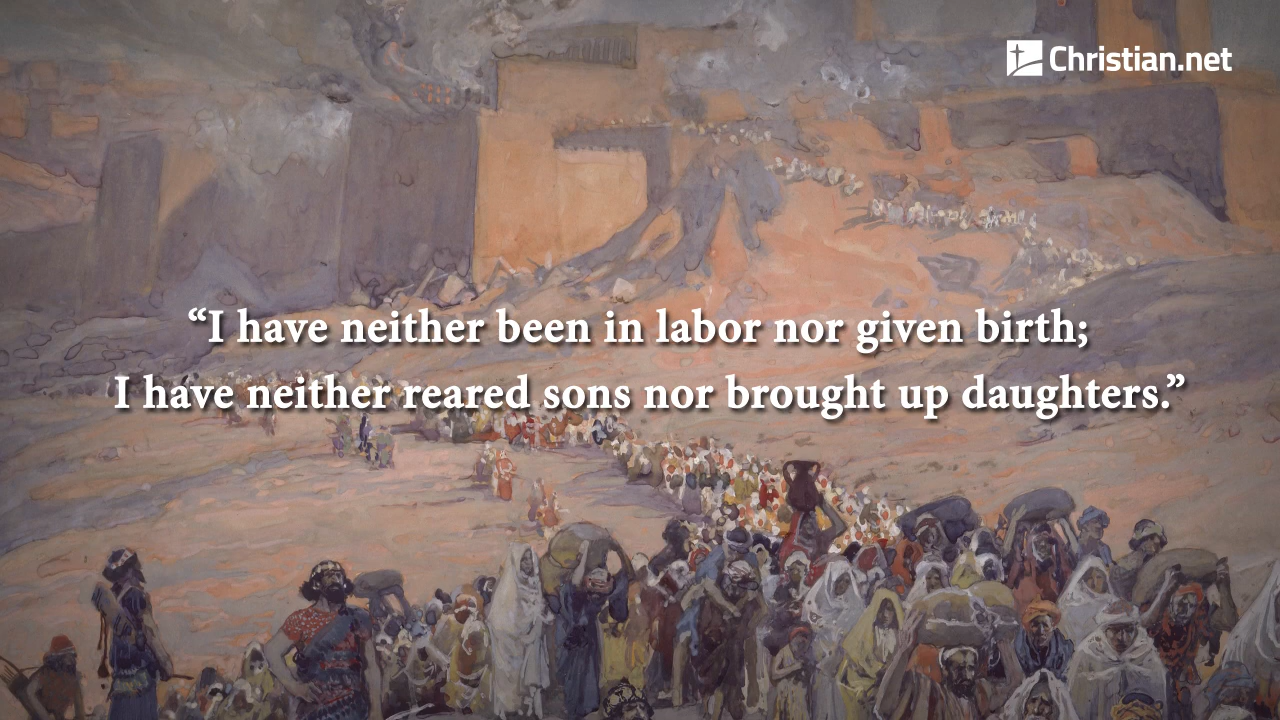 Christian.net
“I have neither been in labor nor given birth;
I have neither reared sons nor brought up daughters.”